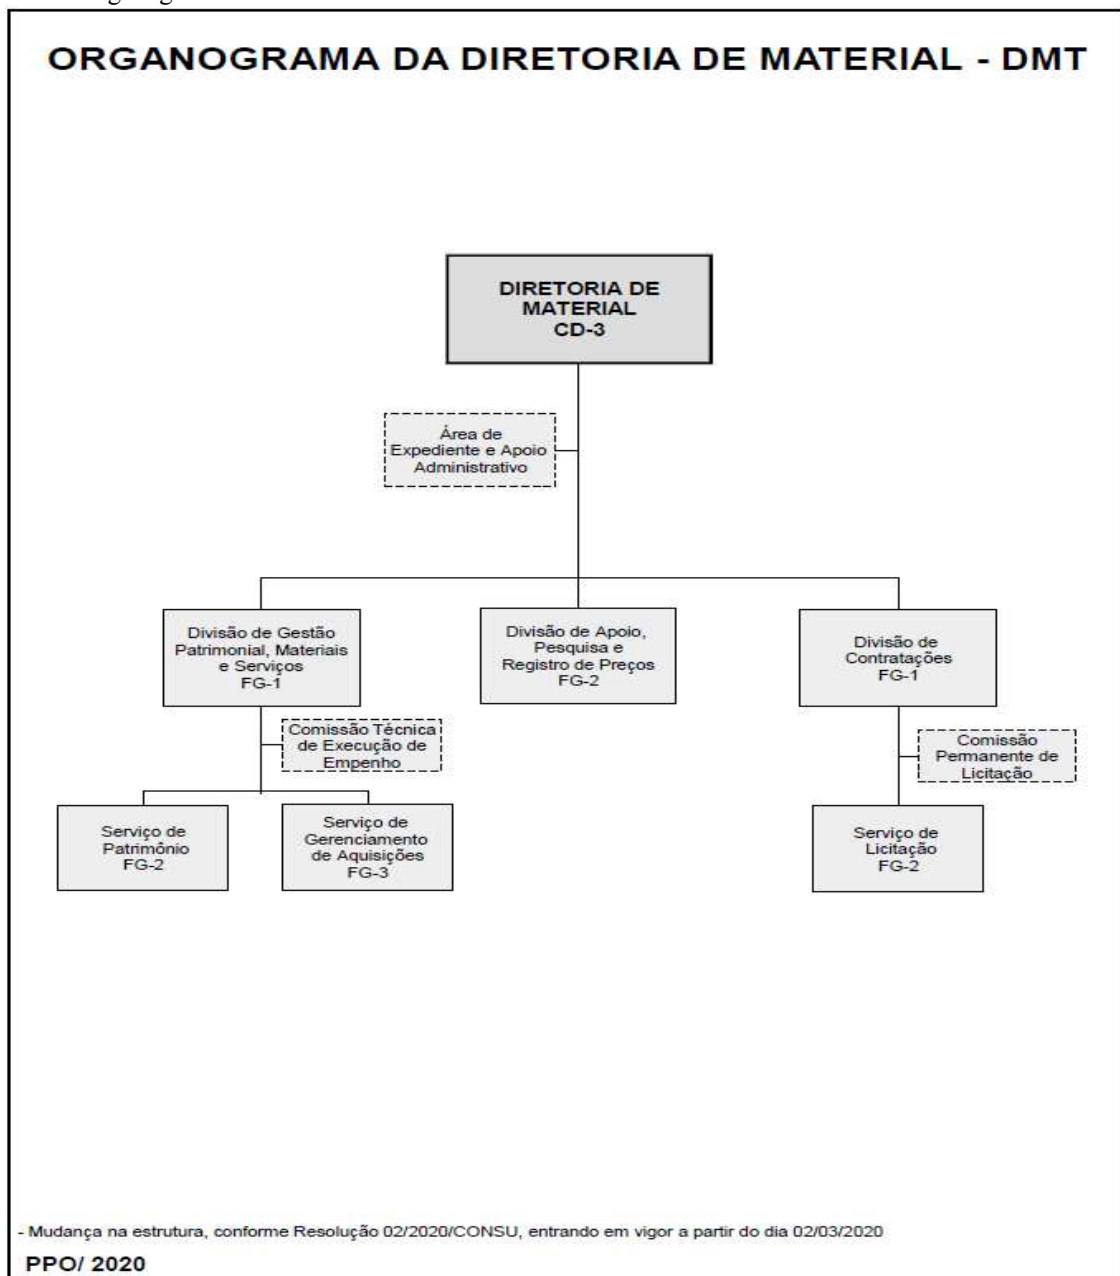 ORGANOGRAMA DA DIRETORIA DE MATERIAL - DMT
DIRETORIA DE
MATERIAL
CD-3
Área de
Expediente e Apoio
Administrativo
Divisão de Gestão
Patrimonial, Materiais
e Serviços
FG-1
Divisão de Apoio,
Pesquisa e
Registro de Preços
FG-2
Divisão de
Contratações
FG-1
Comissão Técnica
de Execução de
Empenho
Comissão
Permanente de
Licitação
Serviço de
Patrimônio
FG-2
Serviço de
Gerenciamento
de Aquisições
FG-3
Serviço de
Licitação
FG-2
- Mudança na estrutura, conforme Resolução 02/2020/CONSU, entrando em vigor a partir do dia 02/03/2020
PPO/ 2020